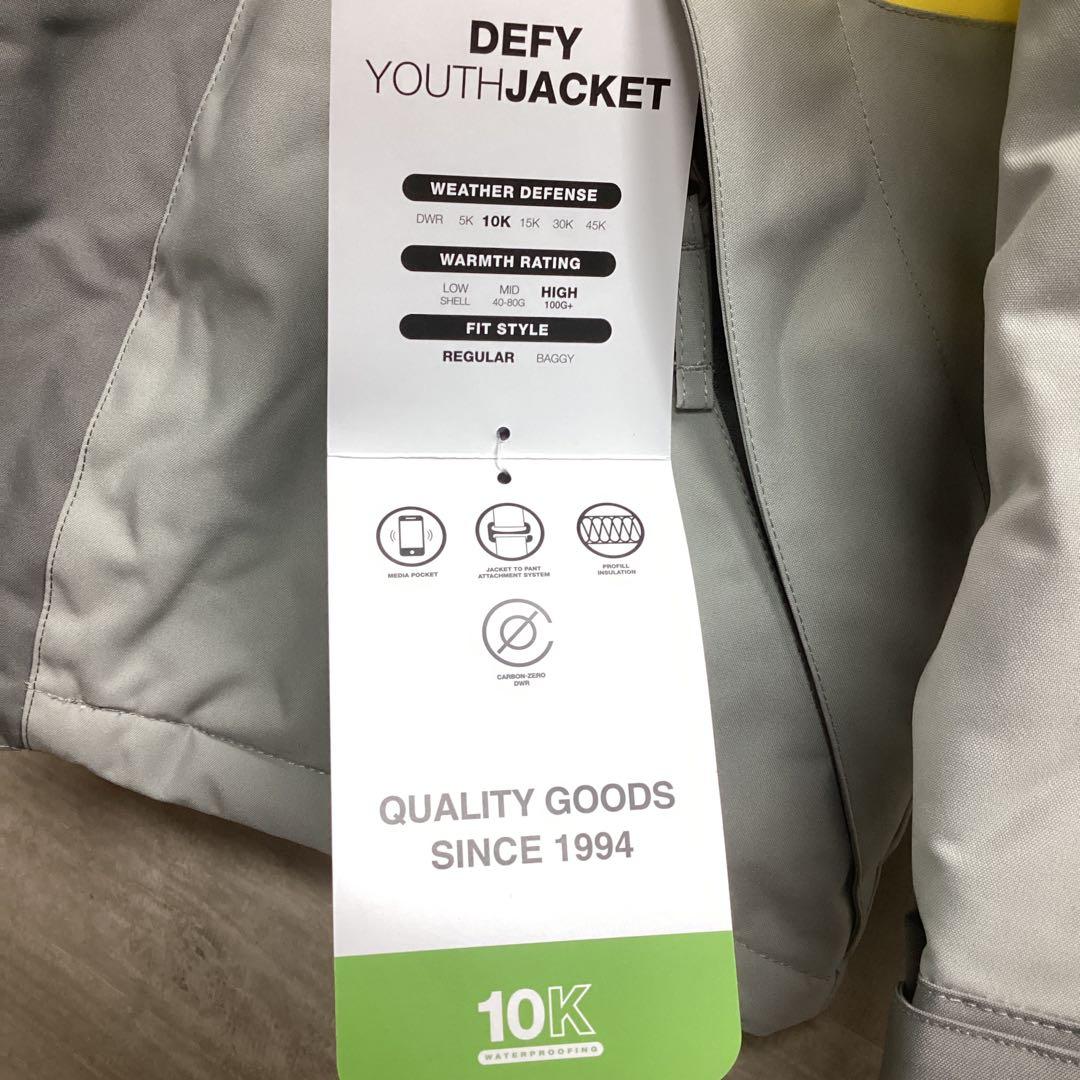 DEFY
YOUTHJACKET
WEATHER DEFENSE
DWR 5K 10K 15K 30K 45K
WARMTH RATING
LOW MID HIGH
SHELL 40-80G 100G+
FIT STYLE
REGULAR BAGGY
MEDIA POCKET
JACKET TO PANT
ATTACHMENT SYSTEM
PROFILL
INSULATION
CARBON-ZERO
DWR
QUALITY GOODS
SINCE 1994
10K
WATERPROOFING